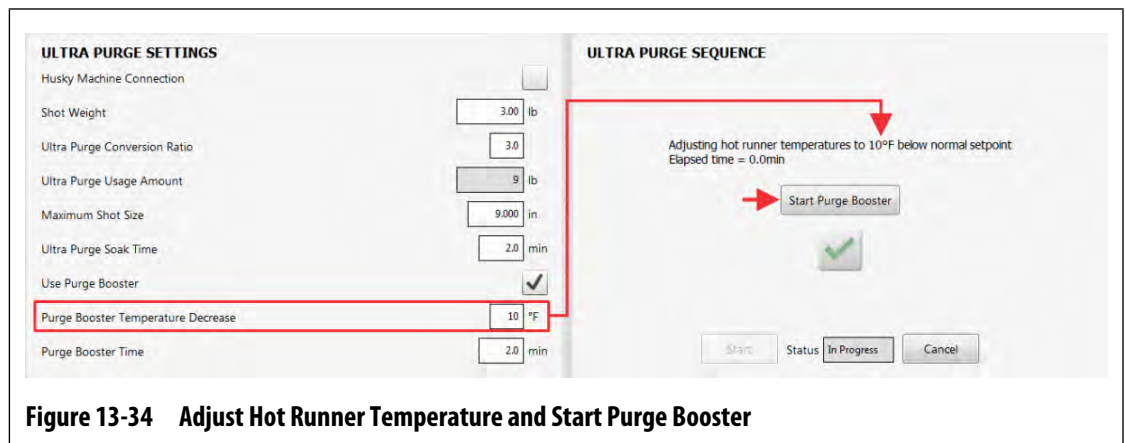 ULTRA PURGE SETTINGS
Husky Machine Connection
Shot Weight 3.00 lb
Ultra Purge Conversion Ratio 3.0
Ultra Purge Usage Amount 9 lb
Maximum Shot Size 9.000 in
Ultra Purge Soak Time 2.0 min
Use Purge Booster
Purge Booster Temperature Decrease 10 °F
Purge Booster Time 2.0 min
ULTRA PURGE SEQUENCE
Adjusting hot runner temperatures to 10°F below normal setpoint
Elapsed time = 0.0min
Start Purge Booster
Start Status In Progress Cancel
Figure 13-34 Adjust Hot Runner Temperature and Start Purge Booster